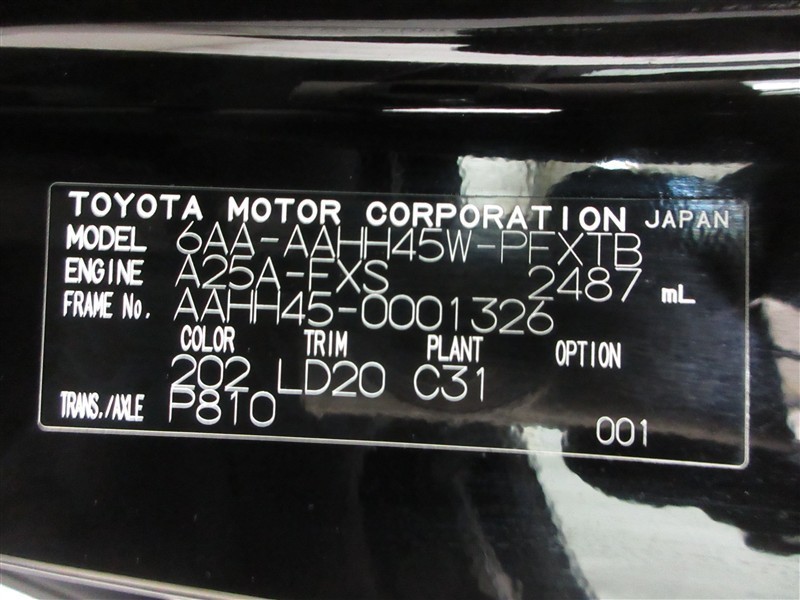 TOYOTA MOTOR CORPORATION JAPAN
MODEL 6AA-AAHH45W-PFXTB
ENGINE A25A-FXS 2487 mL
FRAME No. AAHH45-0001326
COLOR TRIM PLANT OPTION
202 LD20 C31
TRANS./AXLE P810
001